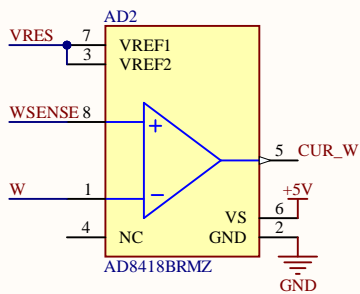 AD2
VRES 7 VREF1
3 VREF2
WSENSE 8 +
5 CUR_W
W 1 −
+5V
VS 6
4 NC GND 2
AD8418BRMZ
GND